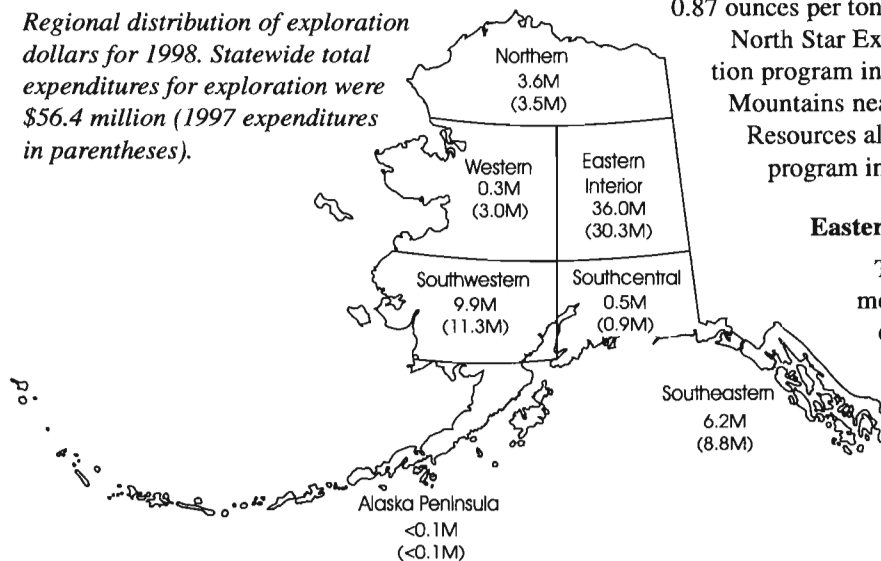 Regional distribution of exploration
dollars for 1998. Statewide total
expenditures for exploration were
$56.4 million (1997 expenditures
in parentheses).
0.87 ounces per ton
North Star Ex
tion program in
Mountains nea
Resources al
program in
Easter
T
me
Northern
3.6M
(3.5M)
Western
0.3M
(3.0M)
Eastern
Interior
36.0M
(30.3M)
Southwestern
9.9M
(11.3M)
Southcentral
0.5M
(0.9M)
Southeastern
6.2M
(8.8M)
Alaska Peninsula
<0.1M
(<0.1M)